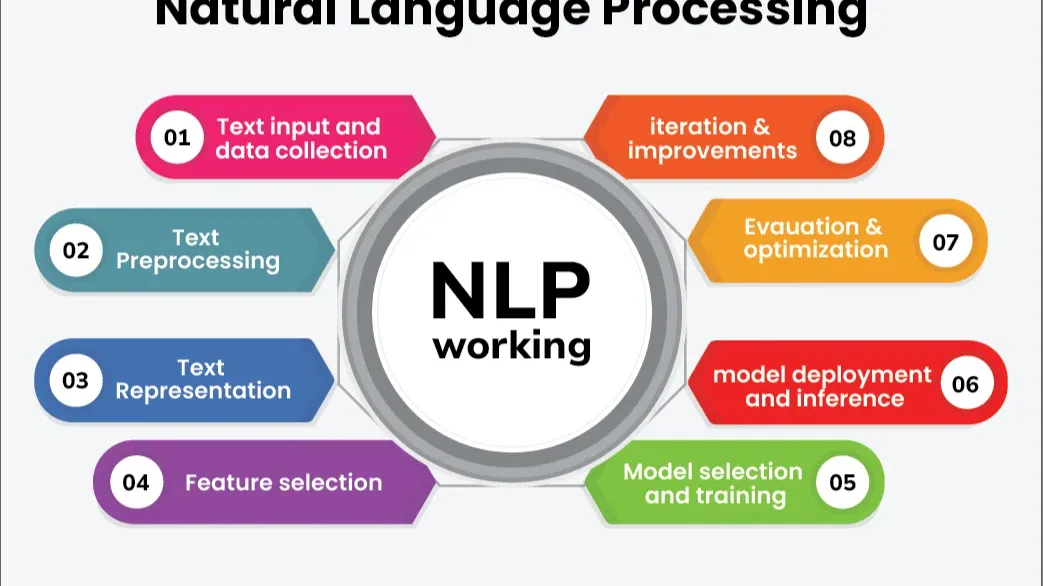 Natural Language Processing
01
Text input and
data collection
02
Text
Preprocessing
03
Text
Representation
04
Feature selection
NLP
working
iteration &
improvements
08
Evauation &
optimization
07
model deployment
and inference
06
Model selection
and training
05